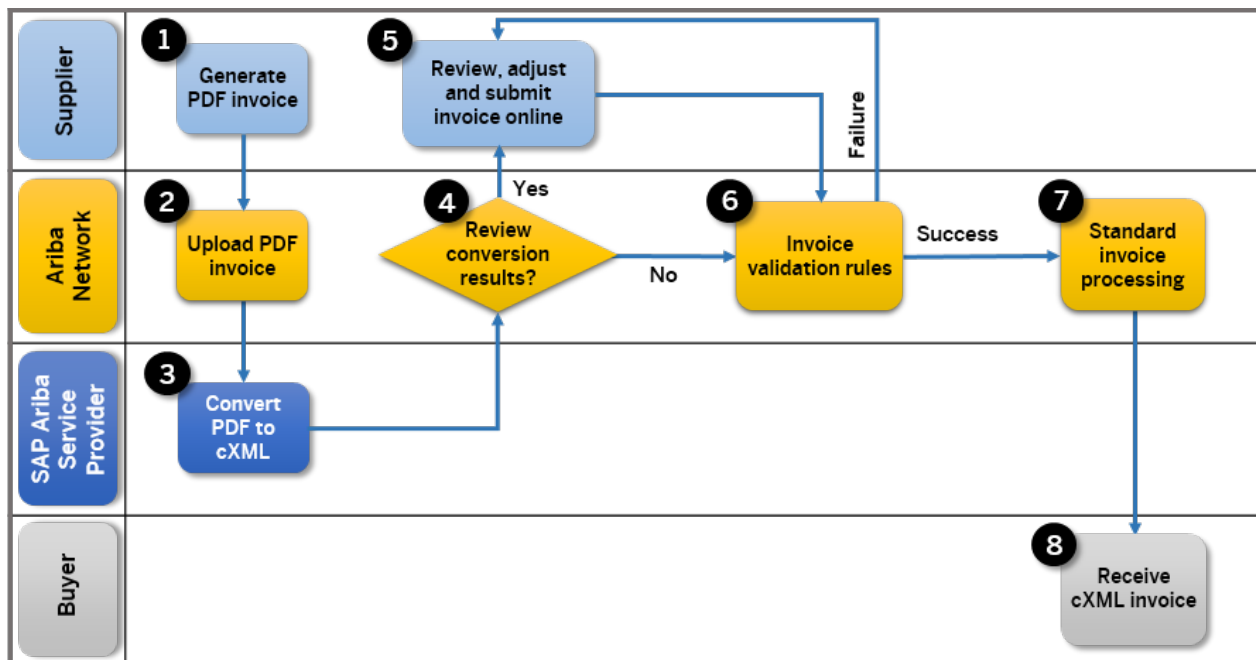 Supplier
1
Generate
PDF invoice
5
Review, adjust
and submit
invoice online
Failure
Ariba
Network
2
Upload PDF
invoice
Yes
4
Review
conversion
results?
No
6
Invoice
validation rules
Success
7
Standard
invoice
processing
SAP Ariba
Service
Provider
3
Convert
PDF to
cXML
Buyer
8
Receive
cXML invoice